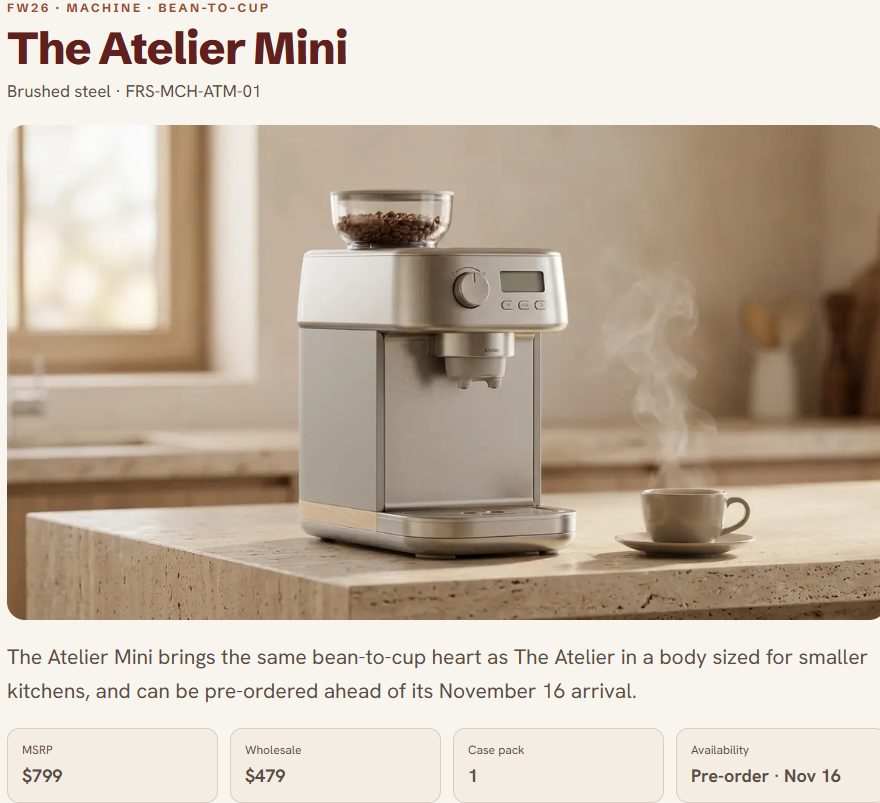 FW26 · MACHINE · BEAN-TO-CUP
The Atelier Mini
Brushed steel · FRS-MCH-ATM-01
The Atelier Mini brings the same bean-to-cup heart as The Atelier in a body sized for smaller
kitchens, and can be pre-ordered ahead of its November 16 arrival.
MSRP
$799
Wholesale
$479
Case pack
1
Availability
Pre-order · Nov 16